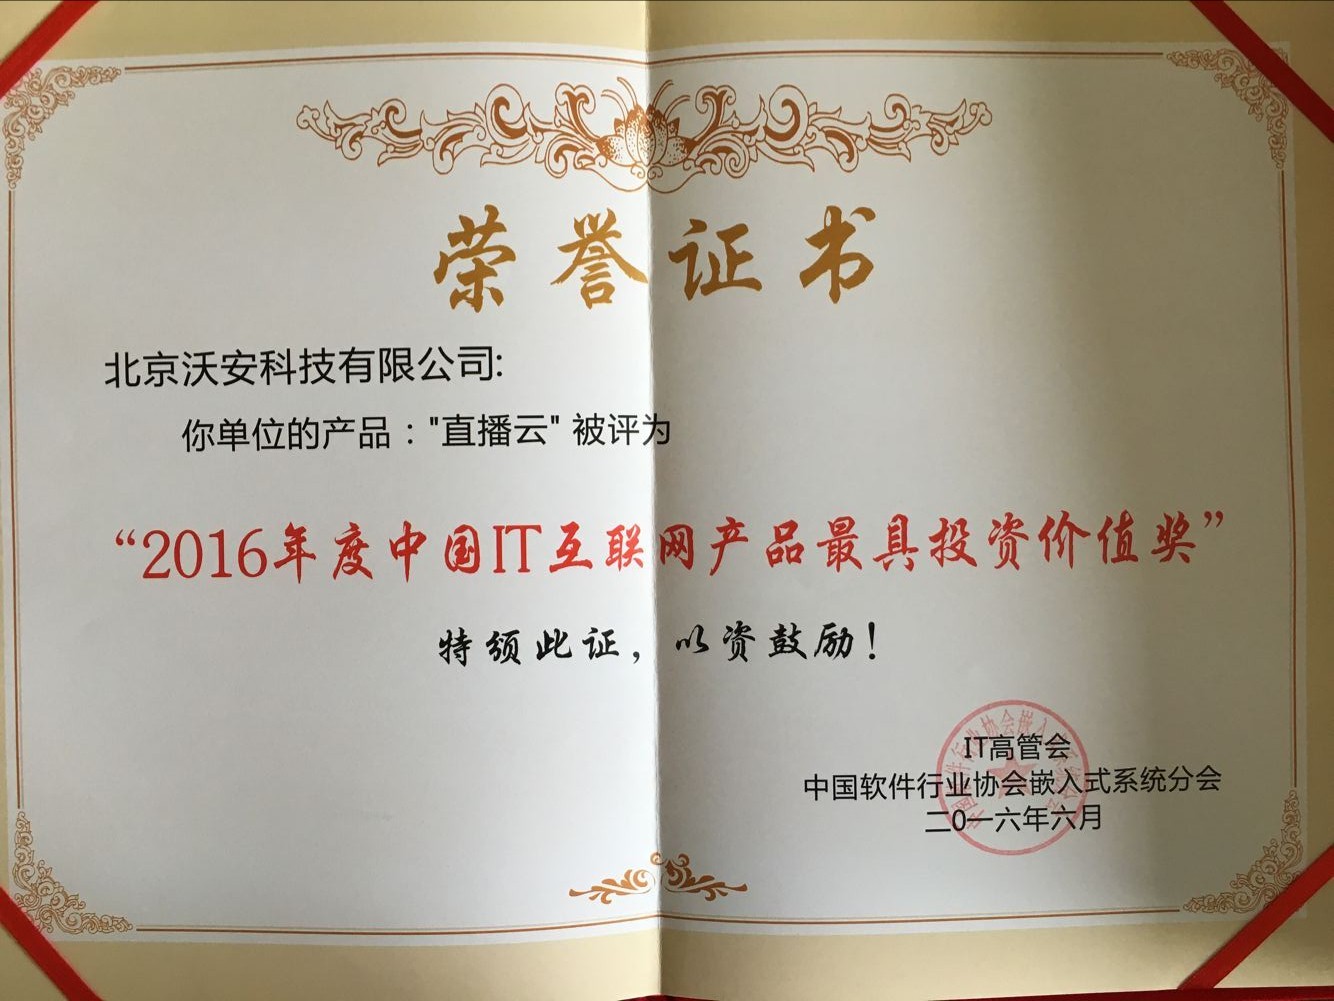 荣誉证书
北京沃安科技有限公司:
你单位的产品："直播云" 被评为
“2016年度中国IT互联网产品最具投资价值奖”
特颁此证，以资鼓励！
IT高管会
中国软件行业协会嵌入式系统分会
二0一六年六月